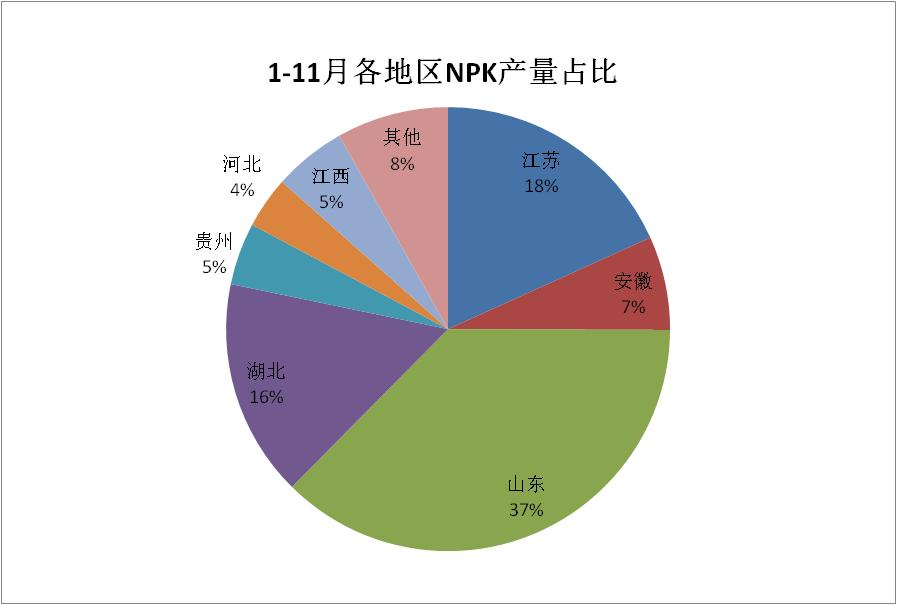 1-11月各地区NPK产量占比
江苏
18%
安徽
7%
山东
37%
湖北
16%
贵州
5%
河北
4%
江西
5%
其他
8%